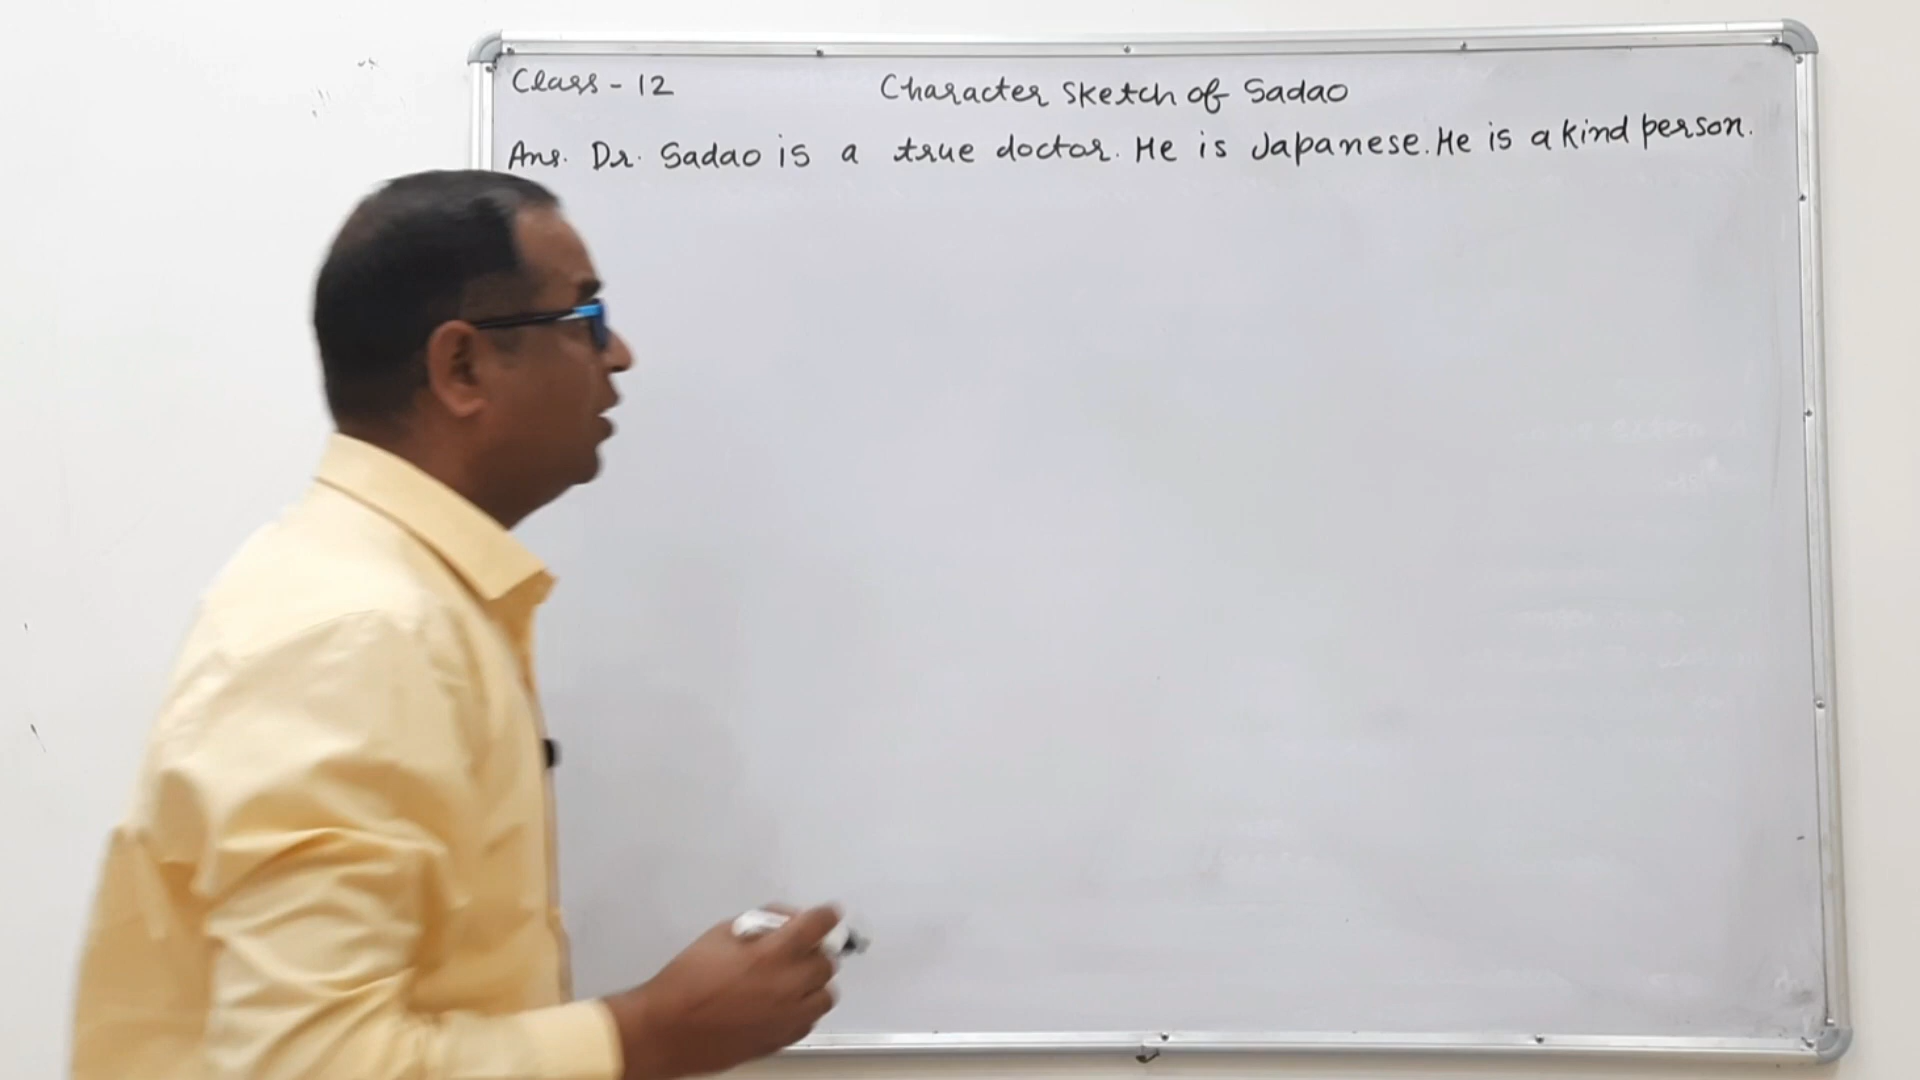 Class - 12 Character sketch of Sadao
Ans. Dr. Sadao is a true doctor. He is Japanese. He is a kind person.